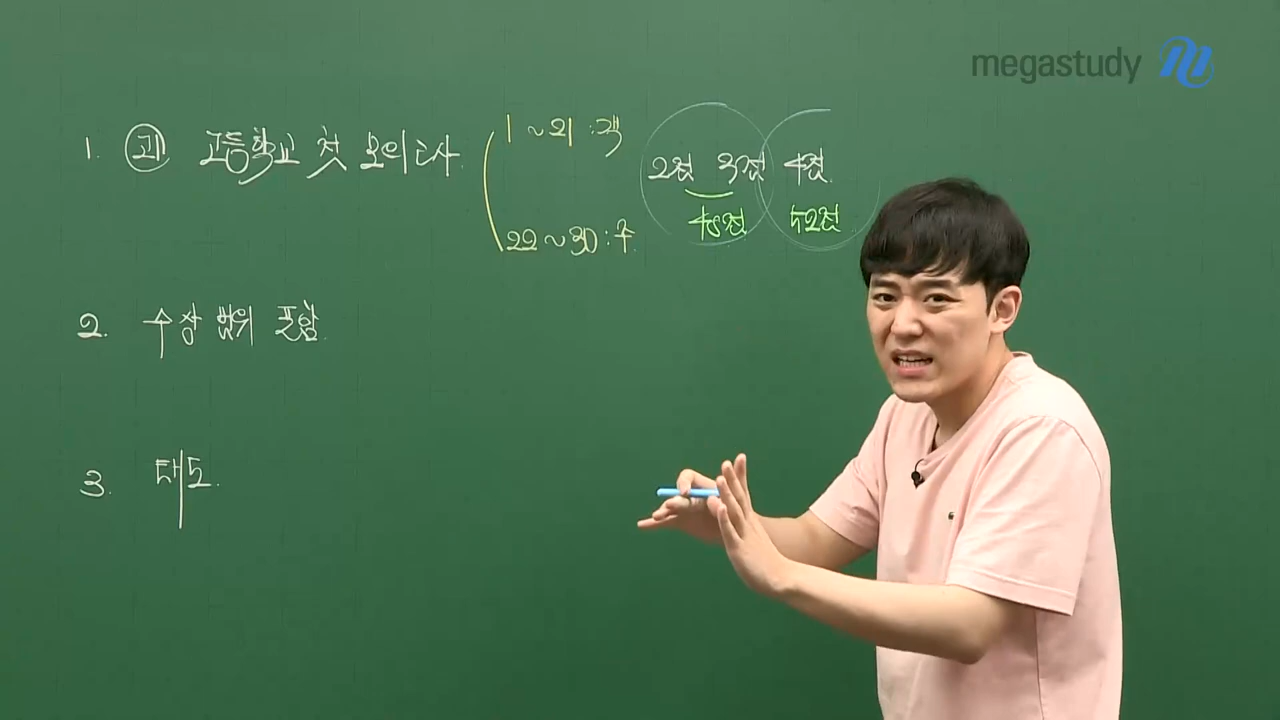 megastudy
1. 고1 고등학교 첫 모의고사. 1~21 : 객
2점 3점 4점
48점 52점
22~30 : 주.
2. 수상 범위 포함.
3. 태도.